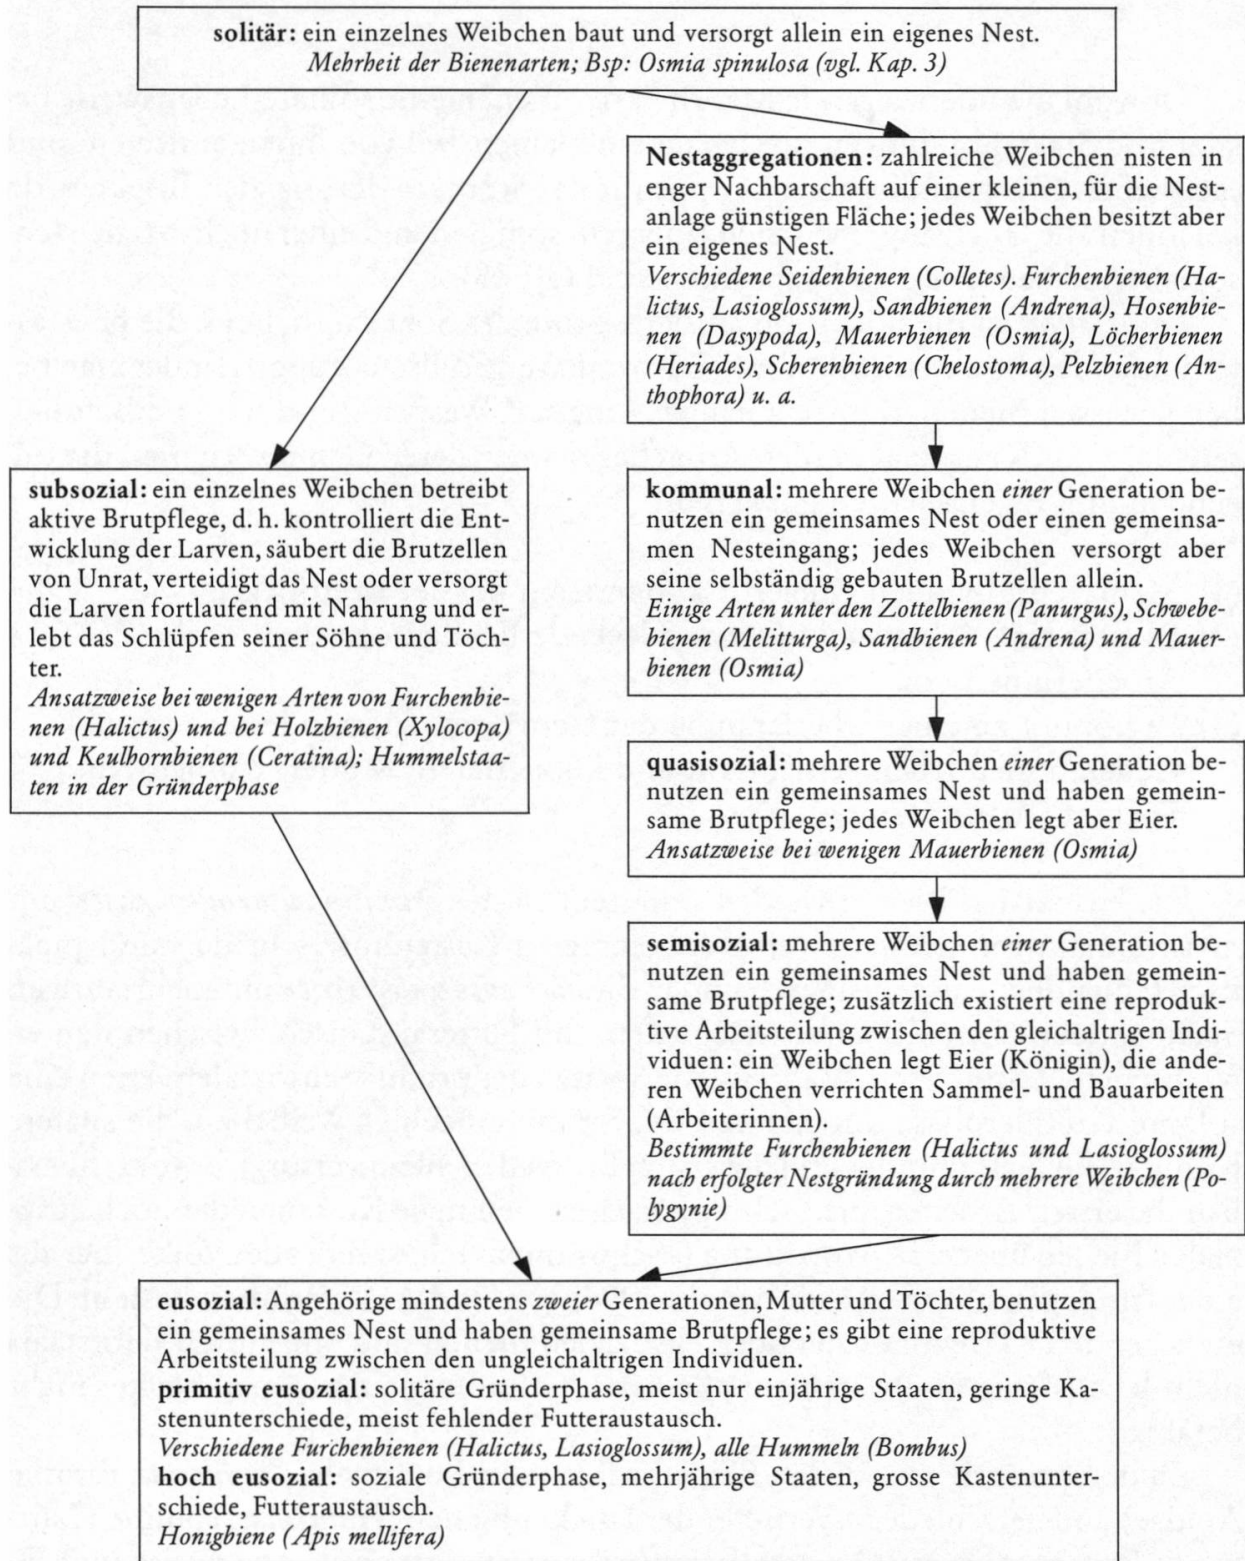 solitär: ein einzelnes Weibchen baut und versorgt allein ein eigenes Nest.
Mehrheit der Bienenarten; Bsp: Osmia spinulosa (vgl. Kap. 3)
Nestaggregationen: zahlreiche Weibchen nisten in
enger Nachbarschaft auf einer kleinen, für die Nest-
anlage günstigen Fläche; jedes Weibchen besitzt aber
ein eigenes Nest.
Verschiedene Seidenbienen (Colletes). Furchenbienen (Ha-
lictus, Lasioglossum), Sandbienen (Andrena), Hosenbie-
nen (Dasypoda), Mauerbienen (Osmia), Löcherbienen
(Heriades), Scherenbienen (Chelostoma), Pelzbienen (An-
thophora) u. a.
subsozial: ein einzelnes Weibchen betreibt
aktive Brutpflege, d. h. kontrolliert die Ent-
wicklung der Larven, säubert die Brutzellen
von Unrat, verteidigt das Nest oder versorgt
die Larven fortlaufend mit Nahrung und er-
lebt das Schlüpfen seiner Söhne und Töch-
ter.
Ansatzweise bei wenigen Arten von Furchenbie-
nen (Halictus) und bei Holzbienen (Xylocopa)
und Keulhornbienen (Ceratina); Hummelstaa-
ten in der Gründerphase
kommunal: mehrere Weibchen einer Generation be-
nutzen ein gemeinsames Nest oder einen gemeinsa-
men Nesteingang; jedes Weibchen versorgt aber
seine selbständig gebauten Brutzellen allein.
Einige Arten unter den Zottelbienen (Panurgus), Schwebe-
bienen (Melitturga), Sandbienen (Andrena) und Mauer-
bienen (Osmia)
quasisozial: mehrere Weibchen einer Generation be-
nutzen ein gemeinsames Nest und haben gemein-
same Brutpflege; jedes Weibchen legt aber Eier.
Ansatzweise bei wenigen Mauerbienen (Osmia)
semisozial: mehrere Weibchen einer Generation be-
nutzen ein gemeinsames Nest und haben gemein-
same Brutpflege; zusätzlich existiert eine reproduk-
tive Arbeitsteilung zwischen den gleichaltrigen Indi-
viduen: ein Weibchen legt Eier (Königin), die ande-
ren Weibchen verrichten Sammel- und Bauarbeiten
(Arbeiterinnen).
Bestimmte Furchenbienen (Halictus und Lasioglossum)
nach erfolgter Nestgründung durch mehrere Weibchen (Po-
lygynie)
eusozial: Angehörige mindestens zweier Generationen, Mutter und Töchter, benutzen
ein gemeinsames Nest und haben gemeinsame Brutpflege; es gibt eine reproduktive
Arbeitsteilung zwischen den ungleichaltrigen Individuen.
primitiv eusozial: solitäre Gründerphase, meist nur einjährige Staaten, geringe Ka-
stenunterschiede, meist fehlender Futteraustausch.
Verschiedene Furchenbienen (Halictus, Lasioglossum), alle Hummeln (Bombus)
hoch eusozial: soziale Gründerphase, mehrjährige Staaten, grosse Kastenunter-
schiede, Futteraustausch.
Honigbiene (Apis mellifera)